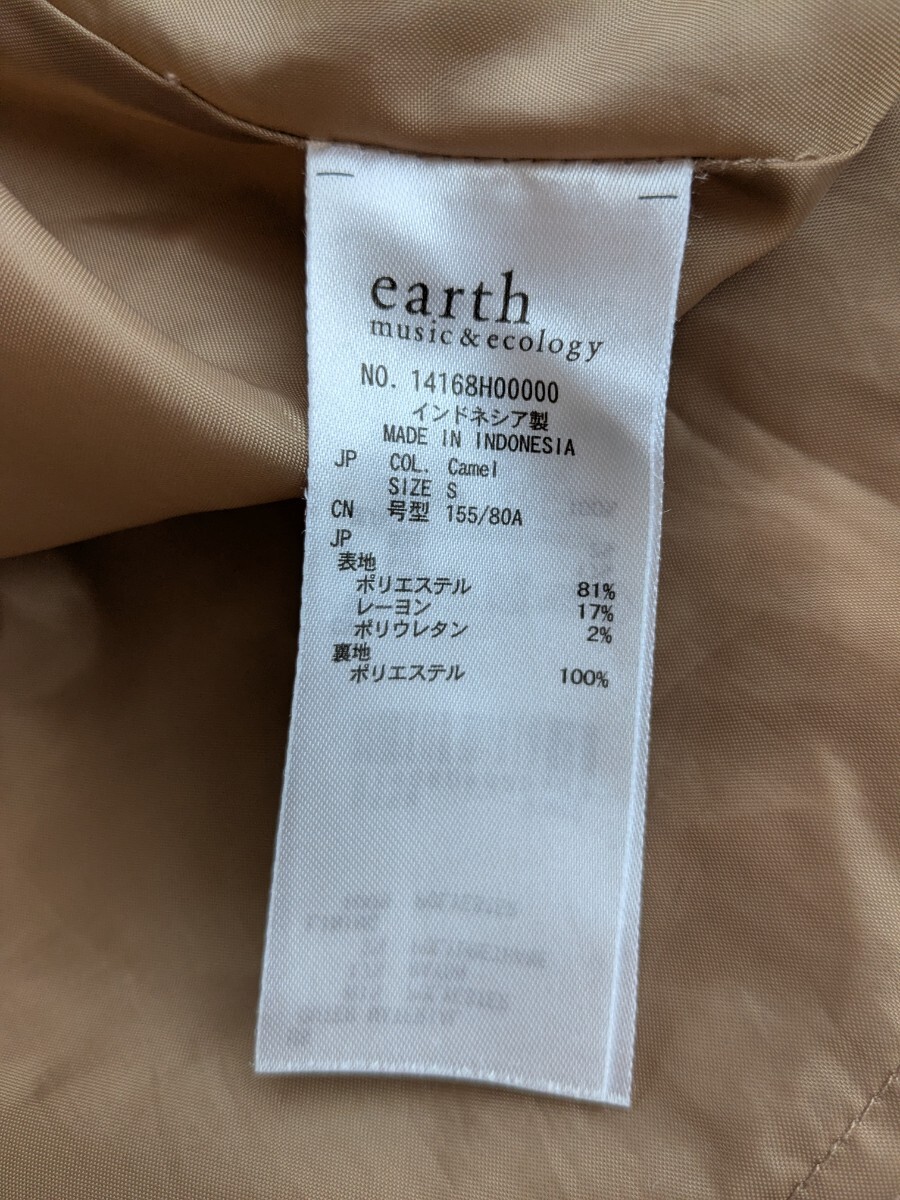 earth
music & ecology
NO. 14168H00000
インドネシア製
MADE IN INDONESIA
JP COL. Camel
SIZE S
CN 号型 155/80A
JP
表地
ポリエステル 81%
レーヨン 17%
ポリウレタン 2%
裏地
ポリエステル 100%